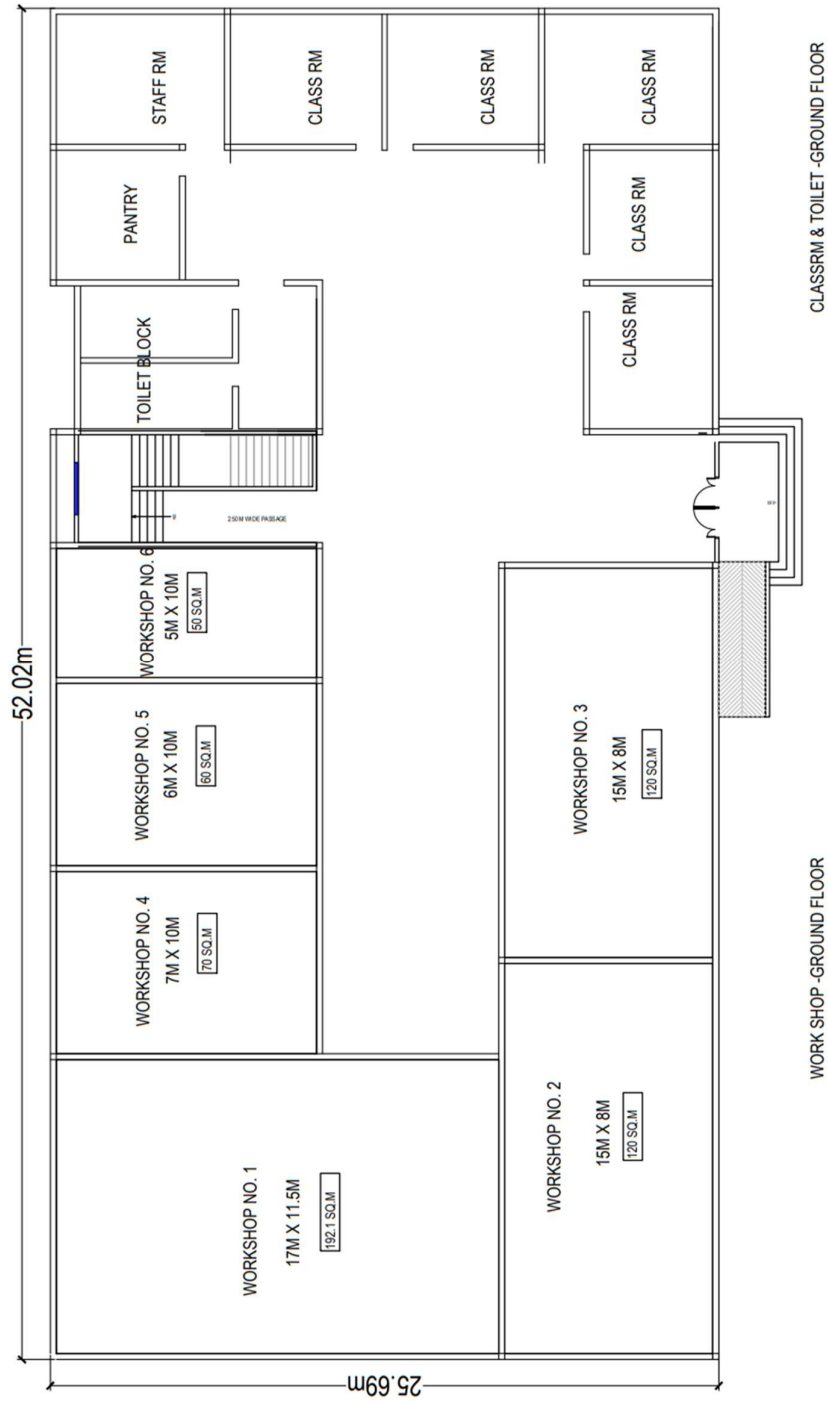 52.02m
25.69m
STAFF RM
CLASS RM
CLASS RM
CLASS RM
PANTRY
CLASS RM
TOILET BLOCK
CLASS RM
2.50M WIDE PASSAGE
WORKSHOP NO. 6
5M X 10M
50 SQ.M
WORKSHOP NO. 5
6M X 10M
60 SQ.M
WORKSHOP NO. 4
7M X 10M
70 SQ.M
WORKSHOP NO. 3
15M X 8M
120 SQ.M
WORKSHOP NO. 1
17M X 11.5M
192.1 SQ.M
WORKSHOP NO. 2
15M X 8M
120 SQ.M
WORK SHOP -GROUND FLOOR
CLASSRM & TOILET -GROUND FLOOR